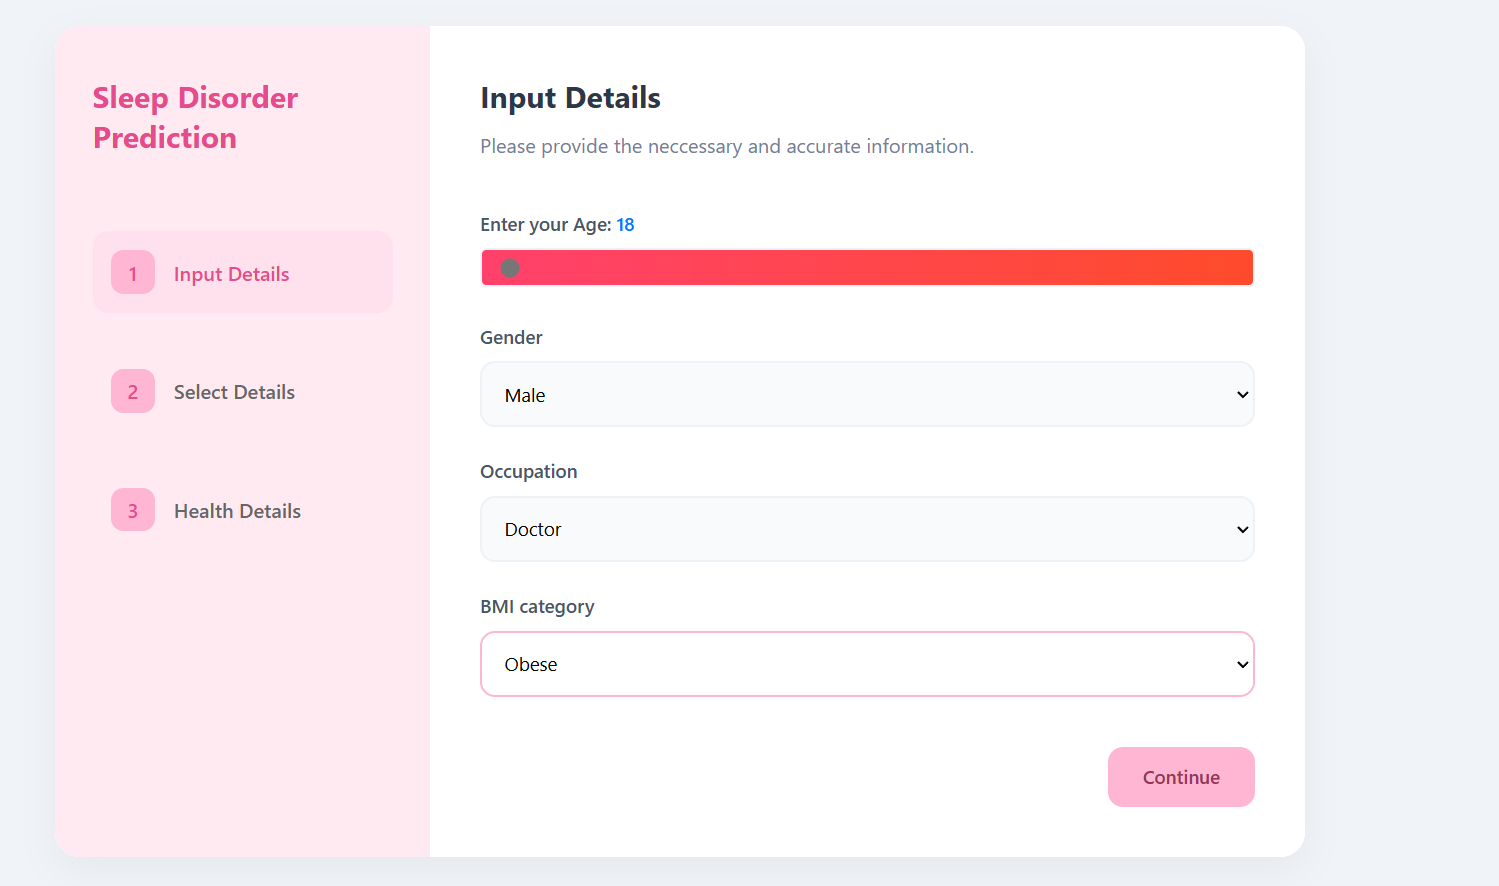 Sleep Disorder
Prediction
1 Input Details
2 Select Details
3 Health Details
Input Details
Please provide the neccessary and accurate information.
Enter your Age: 18
Gender
Male
Occupation
Doctor
BMI category
Obese
Continue